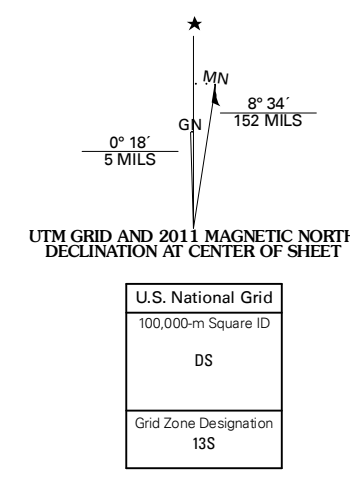 MN
8° 34´
152 MILS
GN
0° 18´
5 MILS
UTM GRID AND 2011 MAGNETIC NORTH
DECLINATION AT CENTER OF SHEET
U.S. National Grid
100,000-m Square ID
DS
Grid Zone Designation
13S